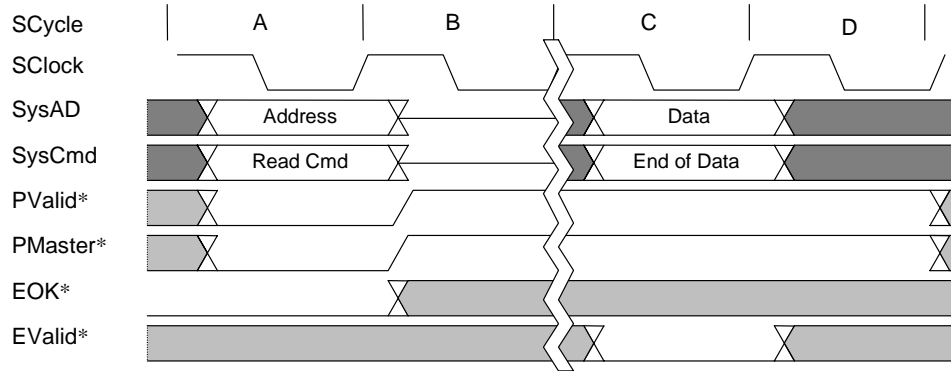 SCycle A B C D
SClock
SysAD Address Data
SysCmd Read Cmd End of Data
PValid*
PMaster*
EOK*
EValid*